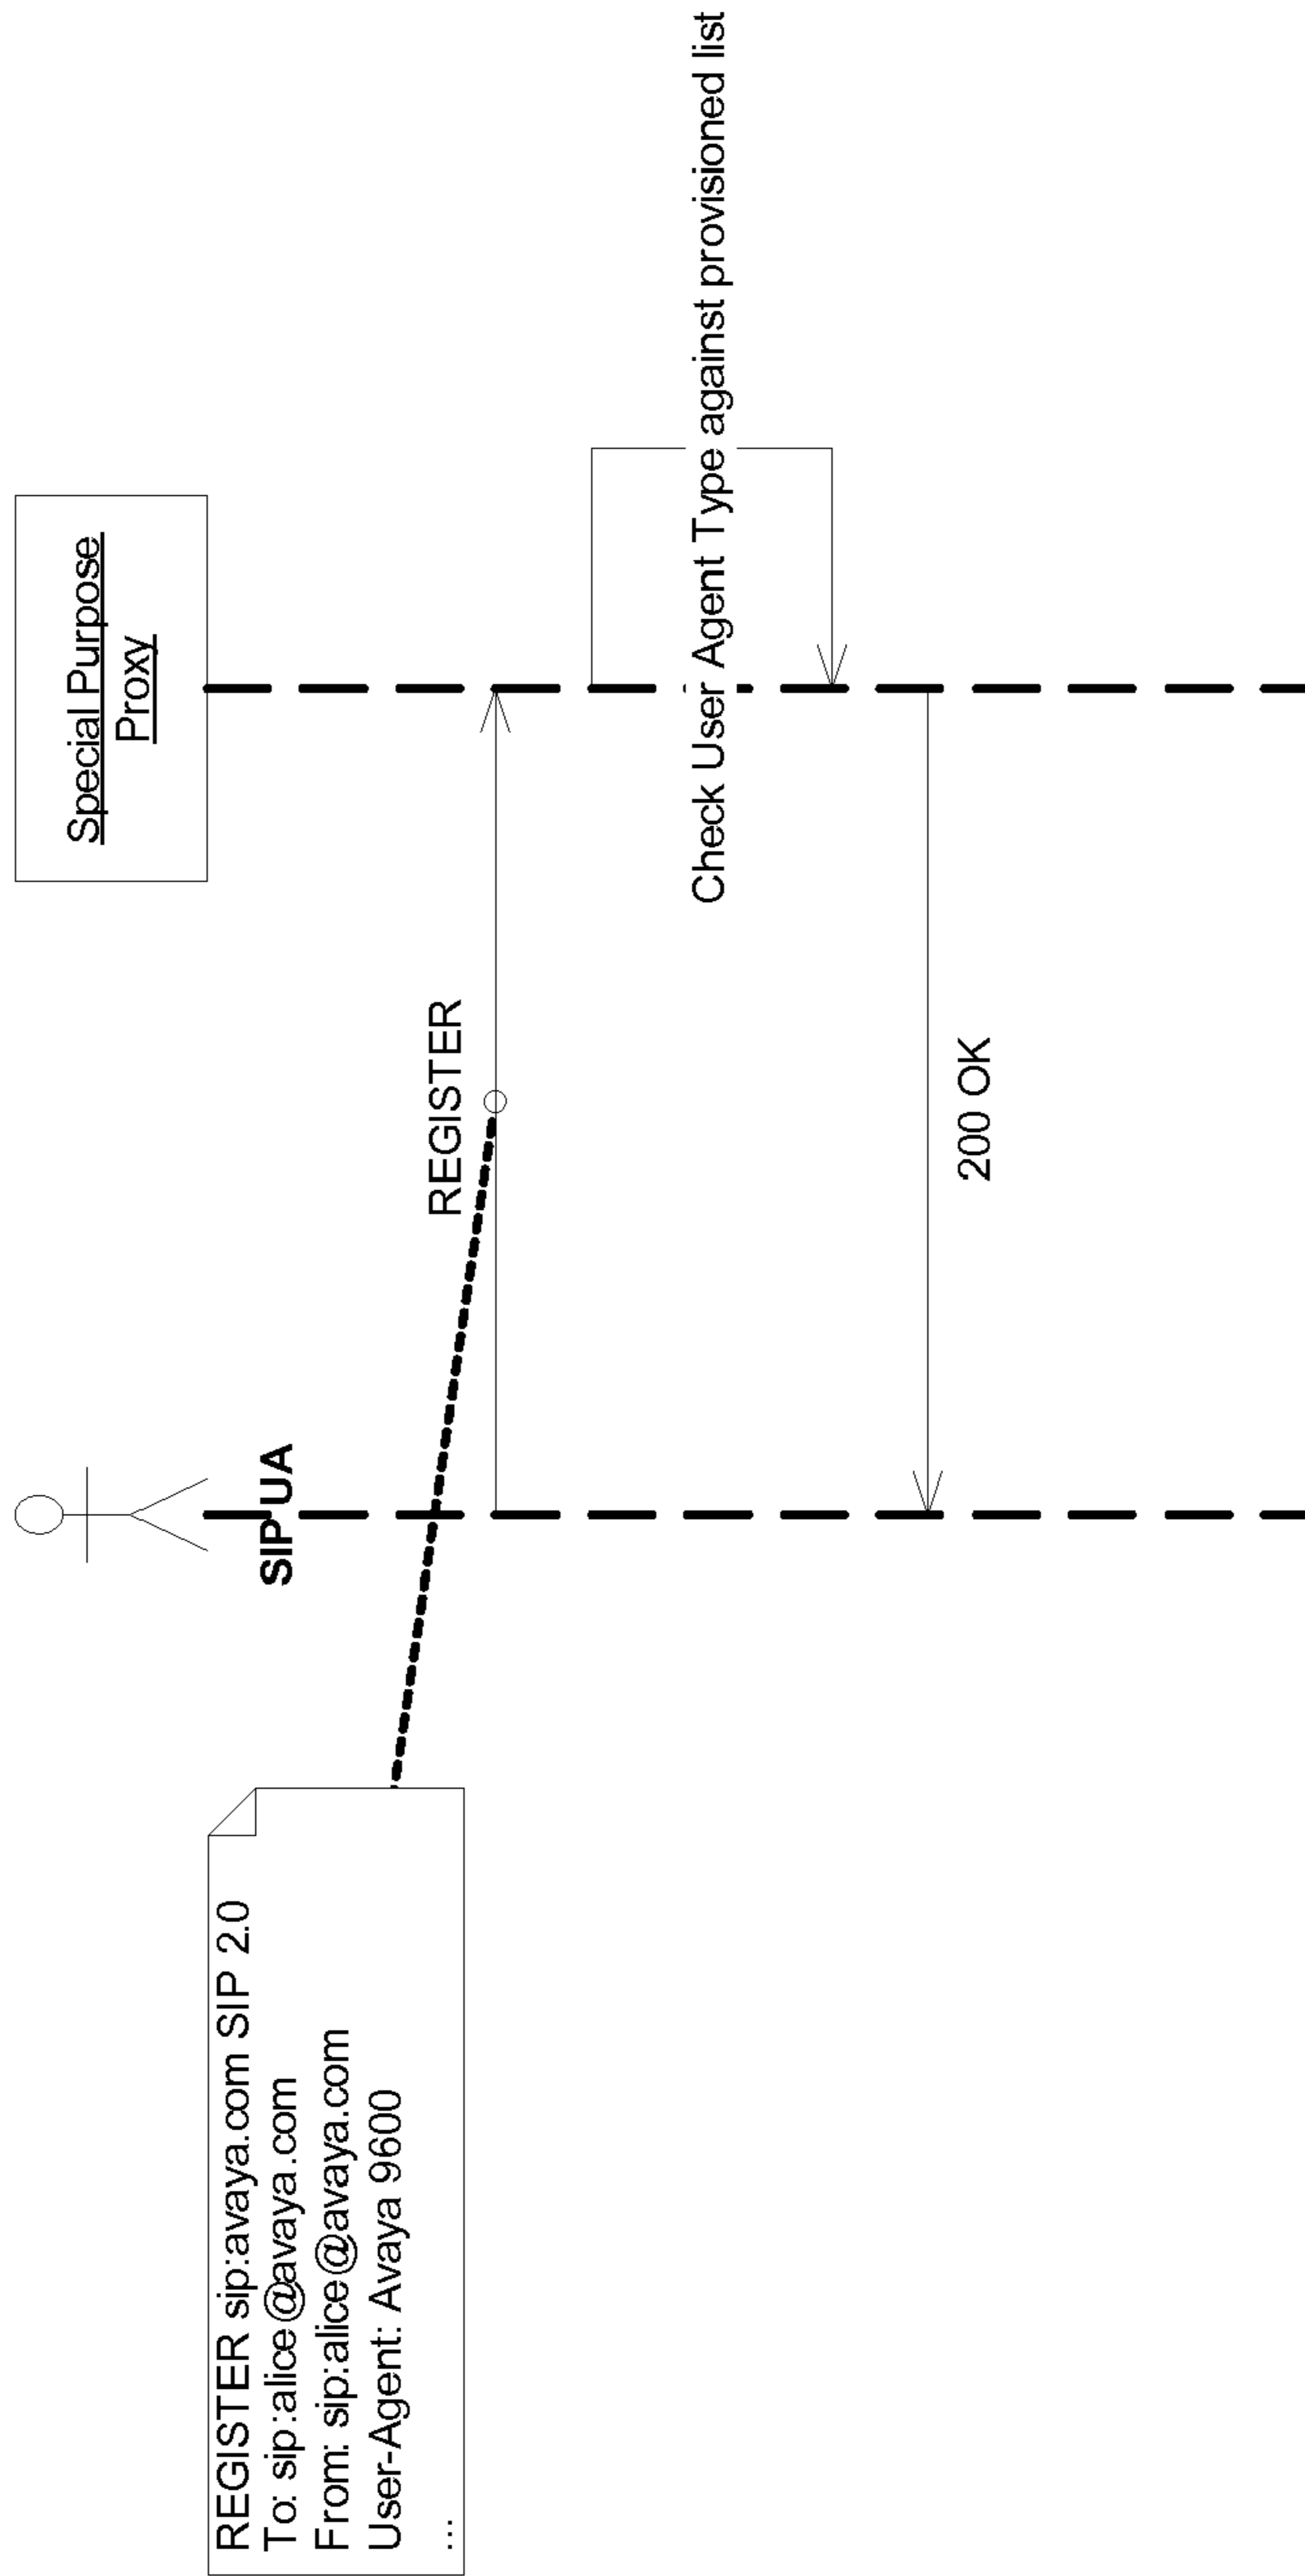 Special Purpose
Proxy
SIP UA
REGISTER sip:avaya.com SIP 2.0
To: sip:alice@avaya.com
From: sip:alice@avaya.com
User-Agent: Avaya 9600
...
REGISTER
Check User Agent Type against provisioned list
200 OK